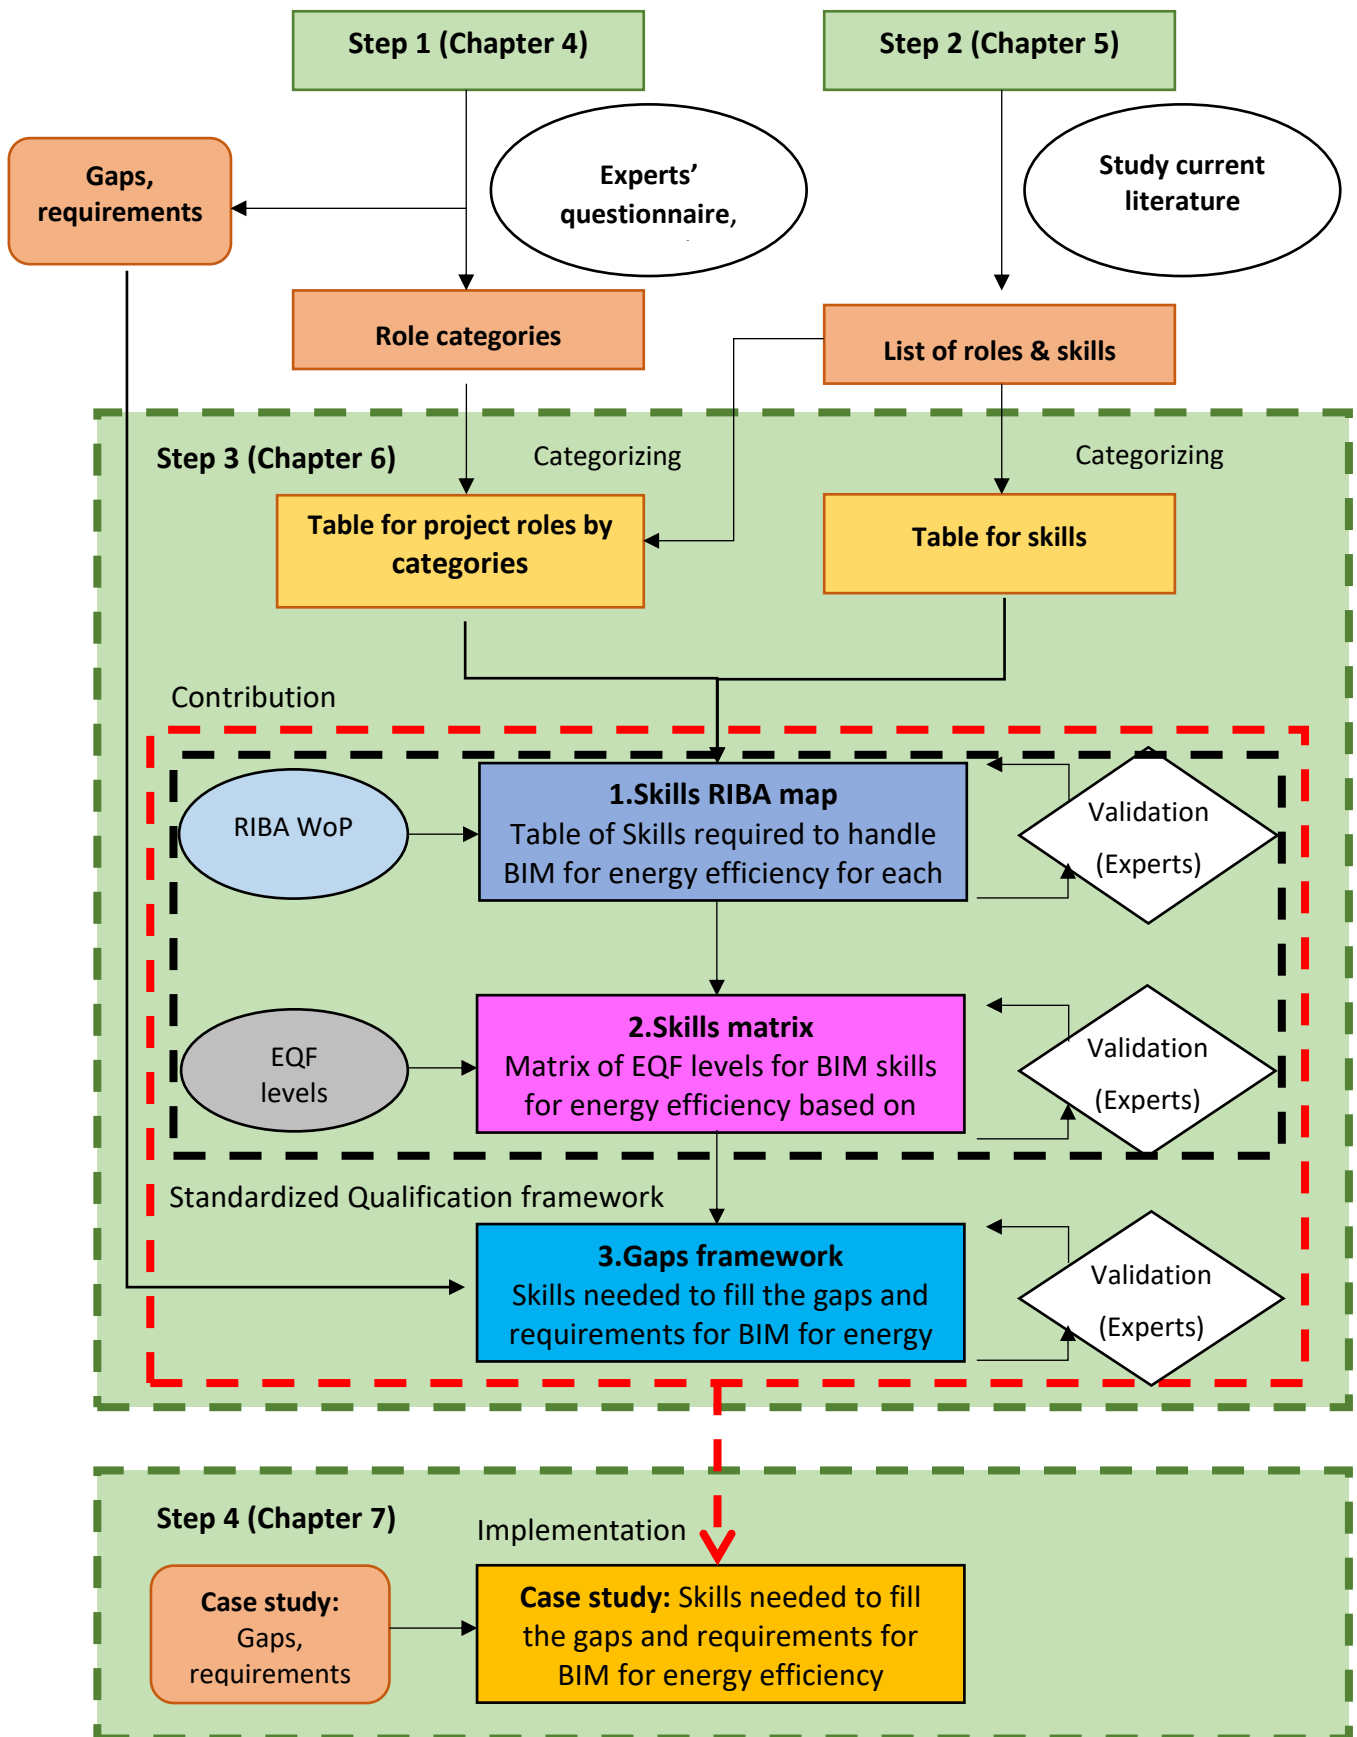 Step 1 (Chapter 4)
Step 2 (Chapter 5)
Gaps,
requirements
Experts’
questionnaire,
Study current
literature
Role categories
List of roles & skills
Step 3 (Chapter 6)
Categorizing
Categorizing
Table for project roles by
categories
Table for skills
Contribution
RIBA WoP
1.Skills RIBA map
Table of Skills required to handle
BIM for energy efficiency for each
Validation
(Experts)
EQF
levels
2.Skills matrix
Matrix of EQF levels for BIM skills
for energy efficiency based on
Validation
(Experts)
Standardized Qualification framework
3.Gaps framework
Skills needed to fill the gaps and
requirements for BIM for energy
Validation
(Experts)
Step 4 (Chapter 7)
Implementation
Case study:
Gaps,
requirements
Case study: Skills needed to fill
the gaps and requirements for
BIM for energy efficiency